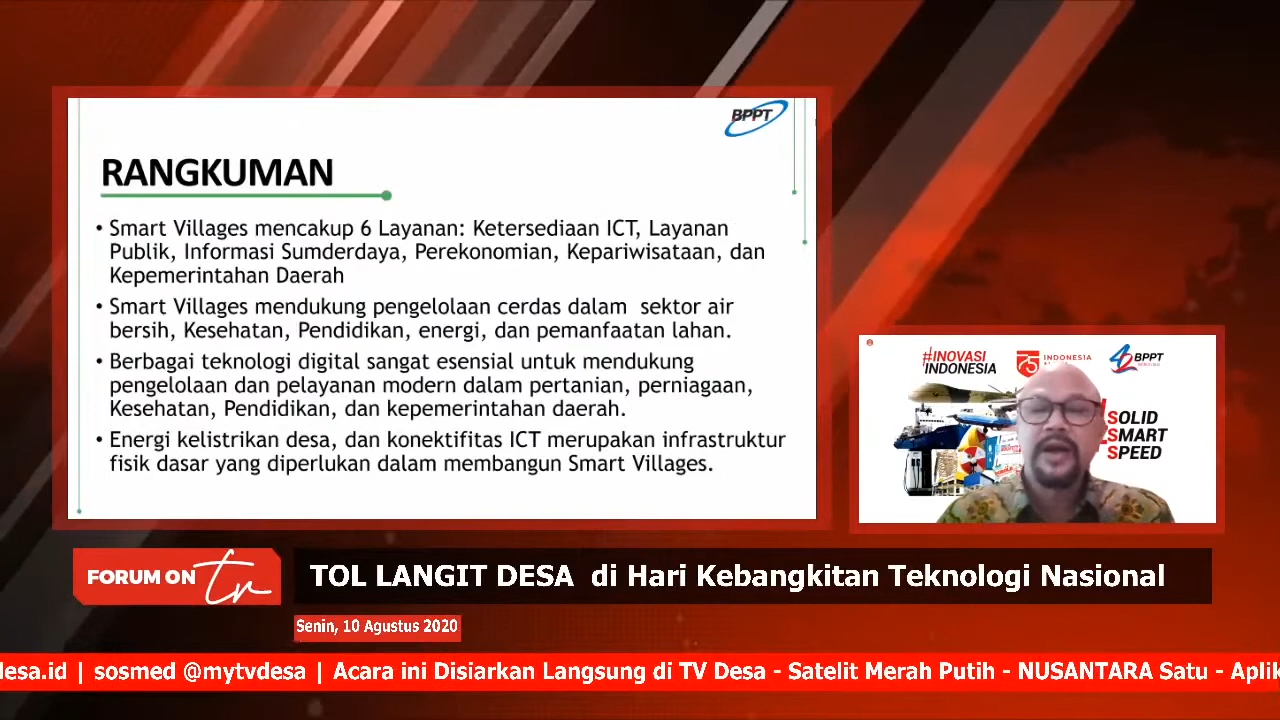 BPPT
RANGKUMAN
• Smart Villages mencakup 6 Layanan: Ketersediaan ICT, Layanan
Publik, Informasi Sumderdaya, Perekonomian, Kepariwisataan, dan
Kepemerintahan Daerah
• Smart Villages mendukung pengelolaan cerdas dalam sektor air
bersih, Kesehatan, Pendidikan, energi, dan pemanfaatan lahan.
• Berbagai teknologi digital sangat esensial untuk mendukung
pengelolaan dan pelayanan modern dalam pertanian, perniagaan,
Kesehatan, Pendidikan, dan kepemerintahan daerah.
• Energi kelistrikan desa, dan konektifitas ICT merupakan infrastruktur
fisik dasar yang diperlukan dalam membangun Smart Villages.
#INOVASI
INDONESIA
75 INDONESIA
42 BPPT
SOLID
SMART
SPEED
FORUM ON tr
TOL LANGIT DESA di Hari Kebangkitan Teknologi Nasional
Senin, 10 Agustus 2020
desa.id | sosmed @mytvdesa | Acara ini Disiarkan Langsung di TV Desa - Satelit Merah Putih - NUSANTARA Satu - Aplik